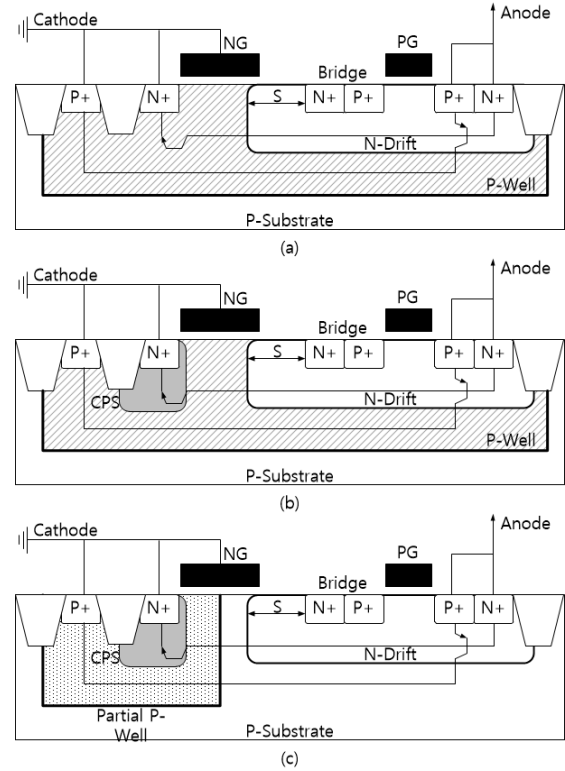 Cathode
Anode
NG
PG
Bridge
P+
N+
S
N+
P+
P+
N+
N-Drift
P-Well
P-Substrate
(a)
Cathode
Anode
NG
PG
Bridge
P+
N+
S
N+
P+
P+
N+
CPS
N-Drift
P-Well
P-Substrate
(b)
Cathode
Anode
NG
PG
Bridge
P+
N+
S
N+
P+
P+
N+
CPS
N-Drift
Partial P-
Well
P-Substrate
(c)